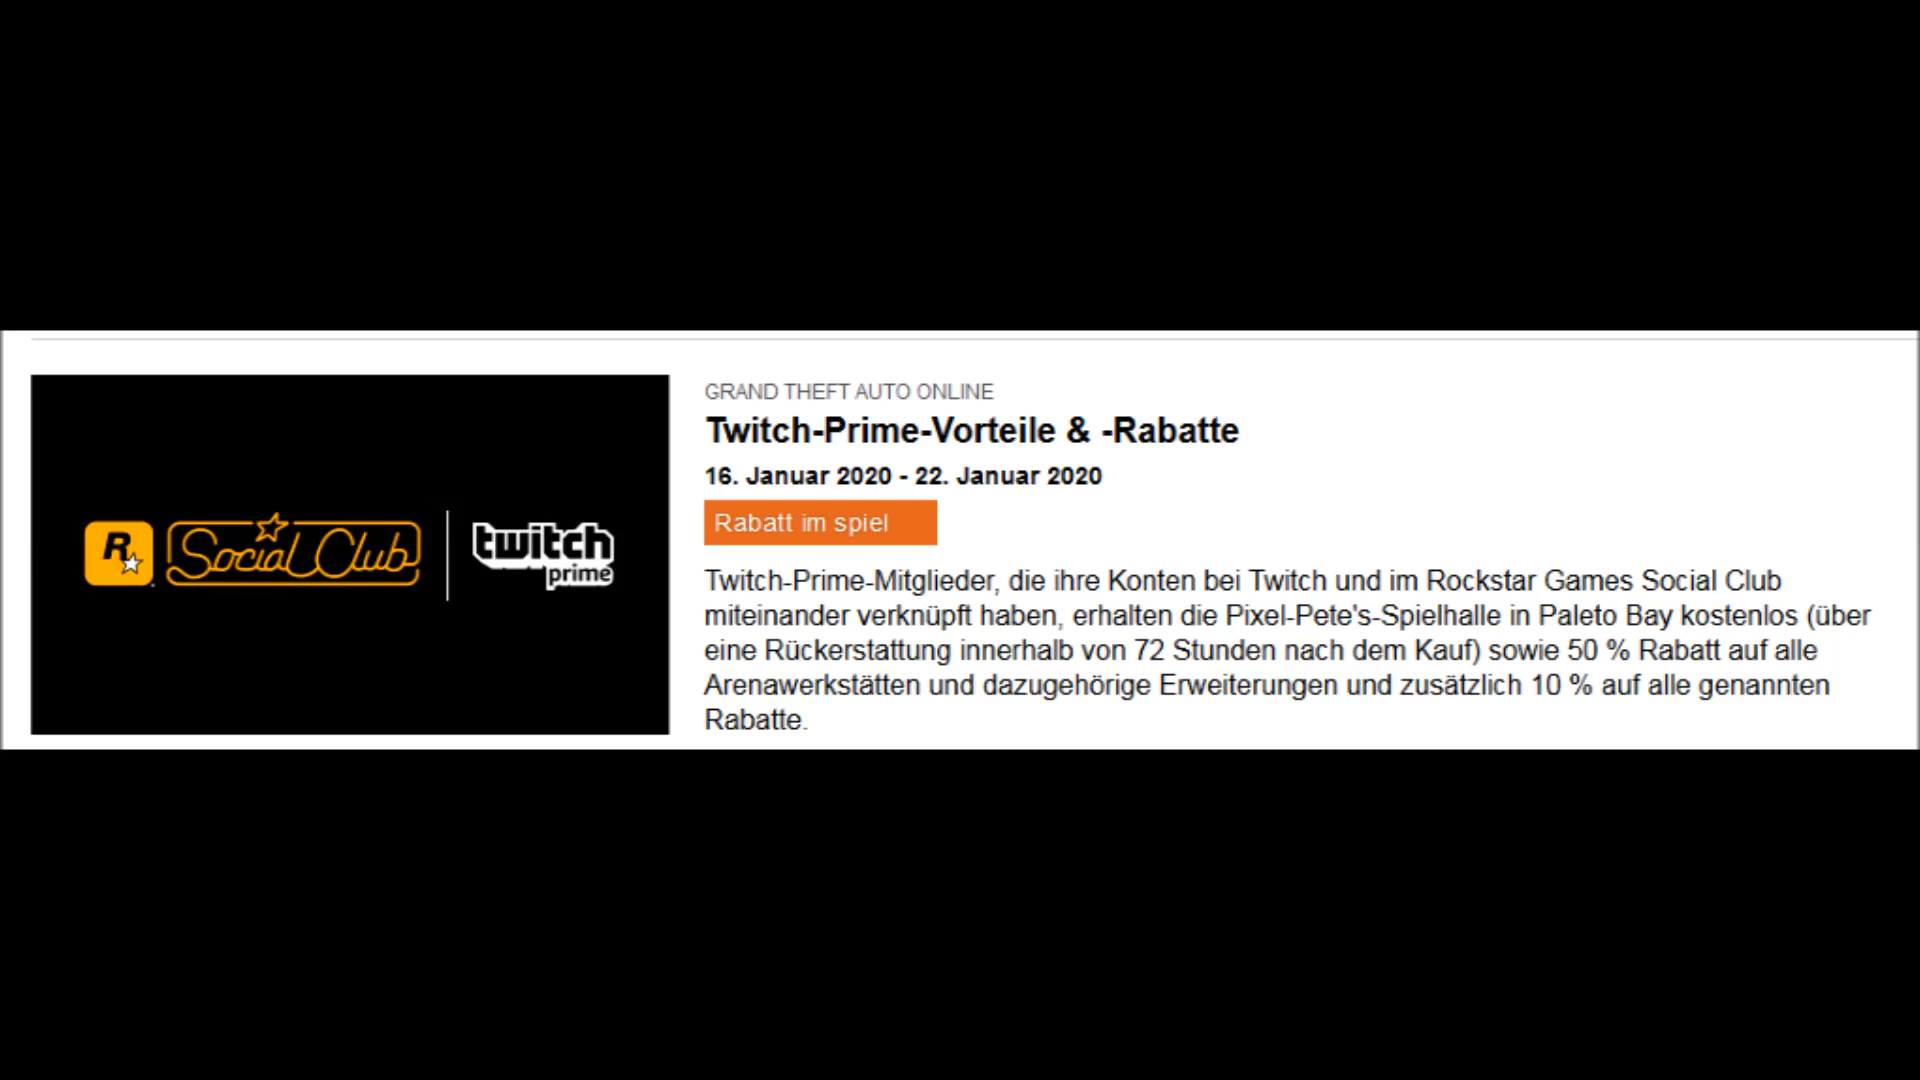 GRAND THEFT AUTO ONLINE
Twitch-Prime-Vorteile & -Rabatte
16. Januar 2020 - 22. Januar 2020
Rabatt im spiel
R Social Club twitch
prime
Twitch-Prime-Mitglieder, die ihre Konten bei Twitch und im Rockstar Games Social Club
miteinander verknüpft haben, erhalten die Pixel-Pete's-Spielhalle in Paleto Bay kostenlos (über
eine Rückerstattung innerhalb von 72 Stunden nach dem Kauf) sowie 50 % Rabatt auf alle
Arenawerkstätten und dazugehörige Erweiterungen und zusätzlich 10 % auf alle genannten
Rabatte.